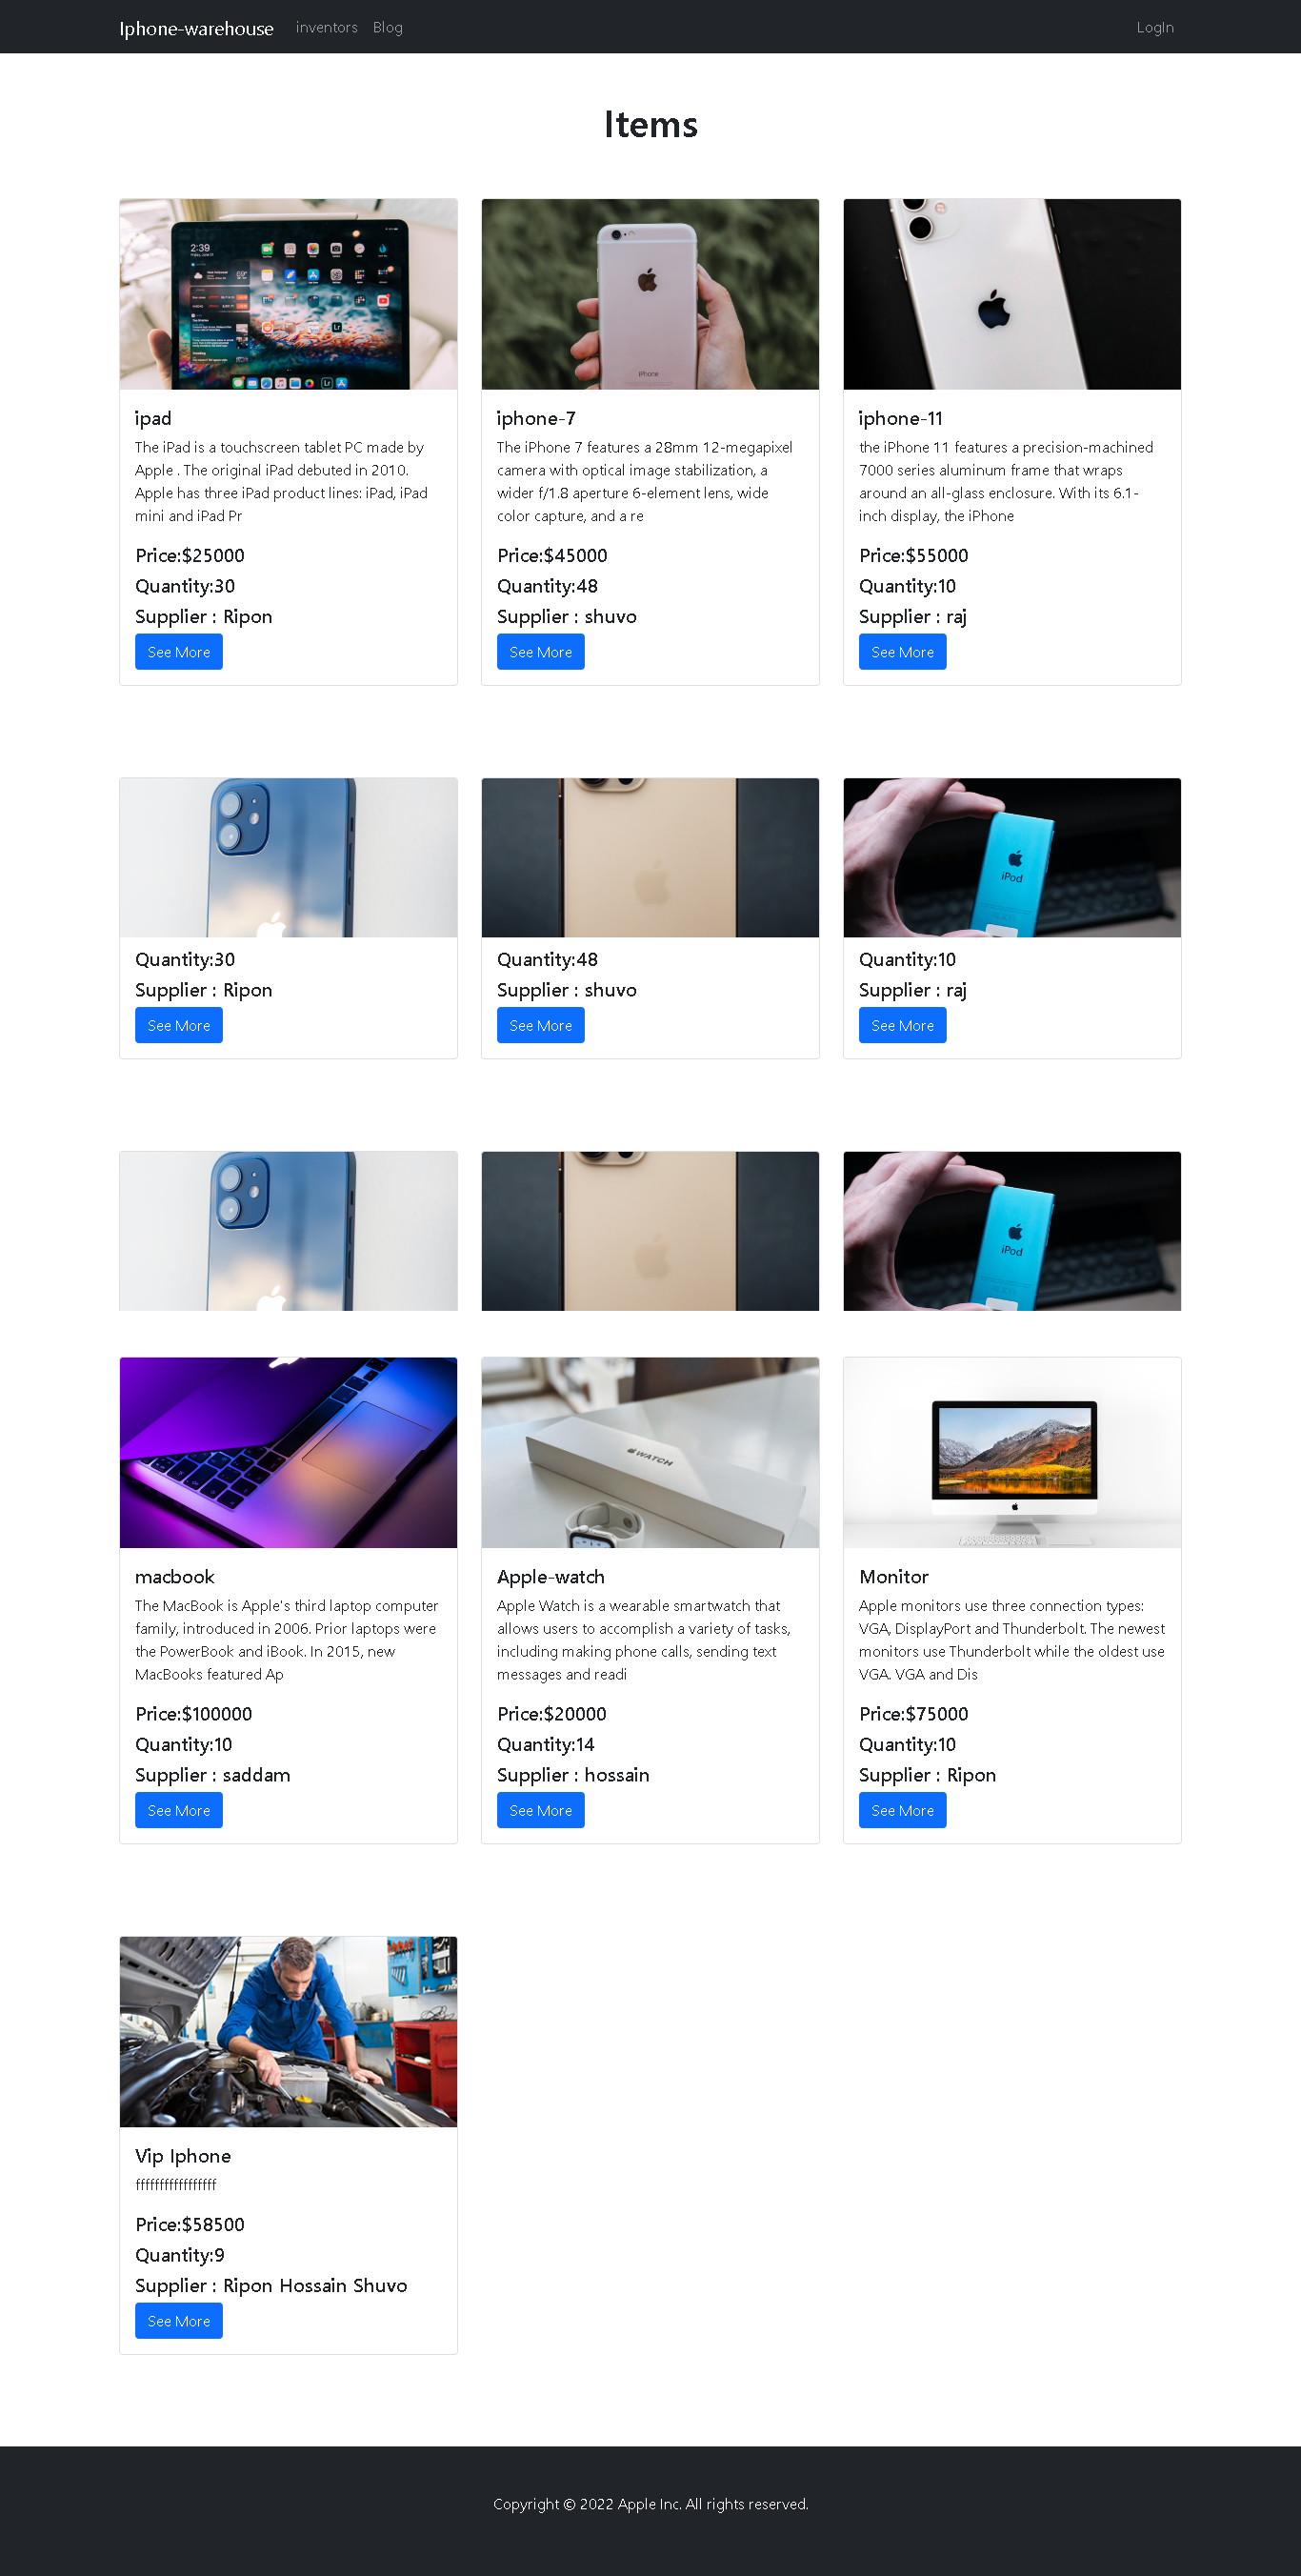 Iphone-warehouse inventors Blog LogIn
Items
2:39
iPhone
ipad
The iPad is a touchscreen tablet PC made by
Apple . The original iPad debuted in 2010.
Apple has three iPad product lines: iPad, iPad
mini and iPad Pr
Price:$25000
Quantity:30
Supplier : Ripon
See More
iphone-7
The iPhone 7 features a 28mm 12-megapixel
camera with optical image stabilization, a
wider f/1.8 aperture 6-element lens, wide
color capture, and a re
Price:$45000
Quantity:48
Supplier : shuvo
See More
iphone-11
the iPhone 11 features a precision-machined
7000 series aluminum frame that wraps
around an all-glass enclosure. With its 6.1-
inch display, the iPhone
Price:$55000
Quantity:10
Supplier : raj
See More
iPod
Quantity:30
Supplier : Ripon
See More
Quantity:48
Supplier : shuvo
See More
Quantity:10
Supplier : raj
See More
iPod
WATCH
macbook
The MacBook is Apple's third laptop computer
family, introduced in 2006. Prior laptops were
the PowerBook and iBook. In 2015, new
MacBooks featured Ap
Price:$100000
Quantity:10
Supplier : saddam
See More
Apple-watch
Apple Watch is a wearable smartwatch that
allows users to accomplish a variety of tasks,
including making phone calls, sending text
messages and readi
Price:$20000
Quantity:14
Supplier : hossain
See More
Monitor
Apple monitors use three connection types:
VGA, DisplayPort and Thunderbolt. The newest
monitors use Thunderbolt while the oldest use
VGA. VGA and Dis
Price:$75000
Quantity:10
Supplier : Ripon
See More
Vip Iphone
fffffffffffffffff
Price:$58500
Quantity:9
Supplier : Ripon Hossain Shuvo
See More
Copyright © 2022 Apple Inc. All rights reserved.